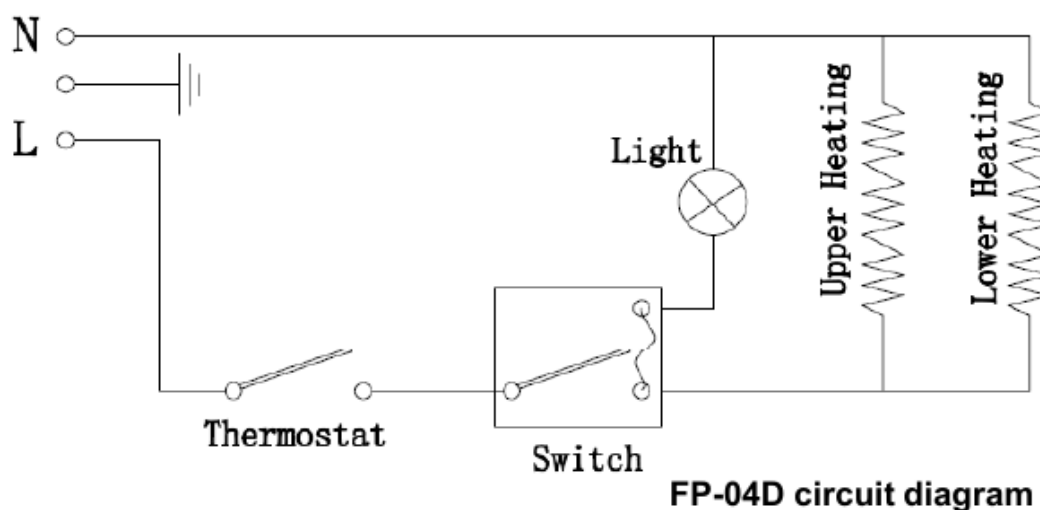 N
L
Light
Upper Heating
Lower Heating
Thermostat
Switch
FP-04D circuit diagram